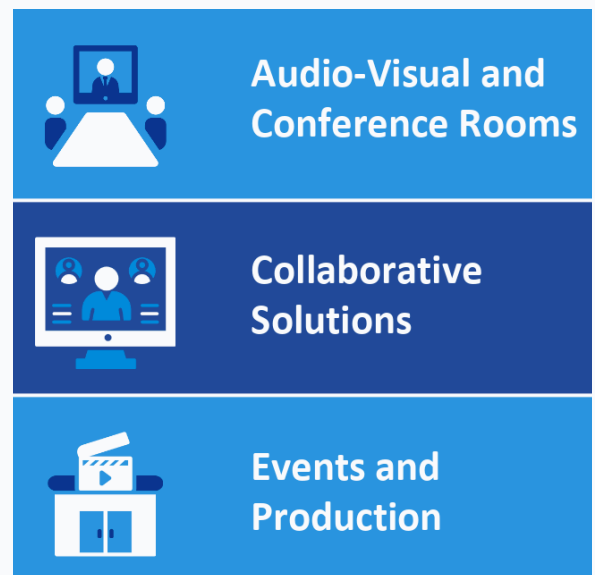 Audio-Visual and
Conference Rooms
Collaborative
Solutions
Events and
Production